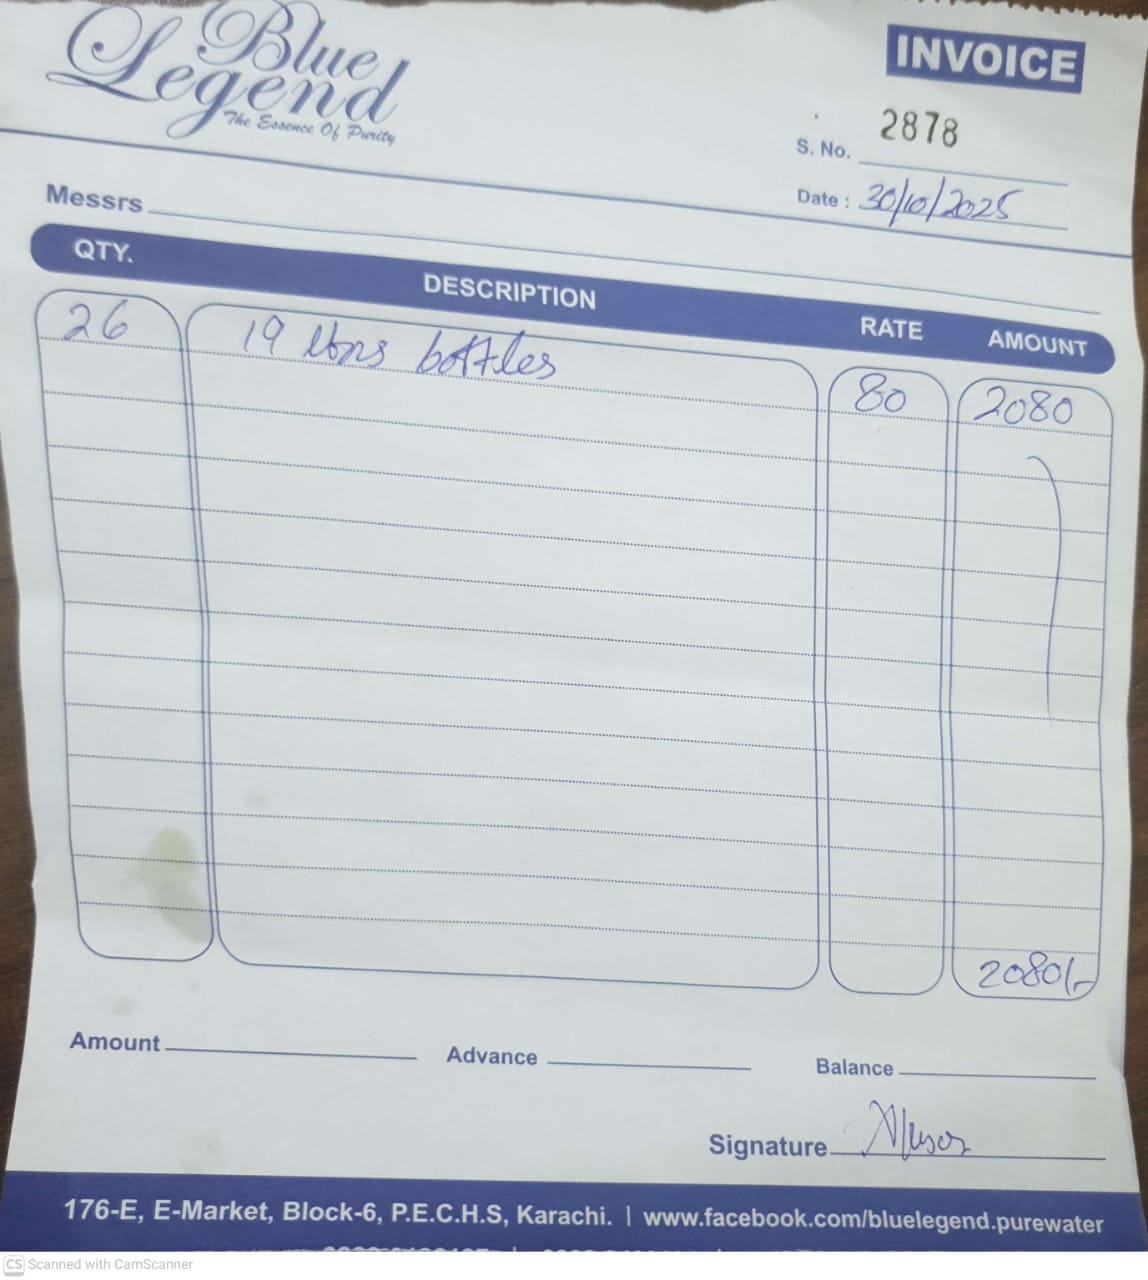 Blue
Legend
The Essence Of Purity
INVOICE
S. No. 2878
Date : 30/10/2025
Messrs
QTY. DESCRIPTION RATE AMOUNT
26 19 ltrs bottles 80 2080
2080/-
Amount Advance Balance
Signature
176-E, E-Market, Block-6, P.E.C.H.S, Karachi. | www.facebook.com/bluelegend.purewater
CS Scanned with CamScanner